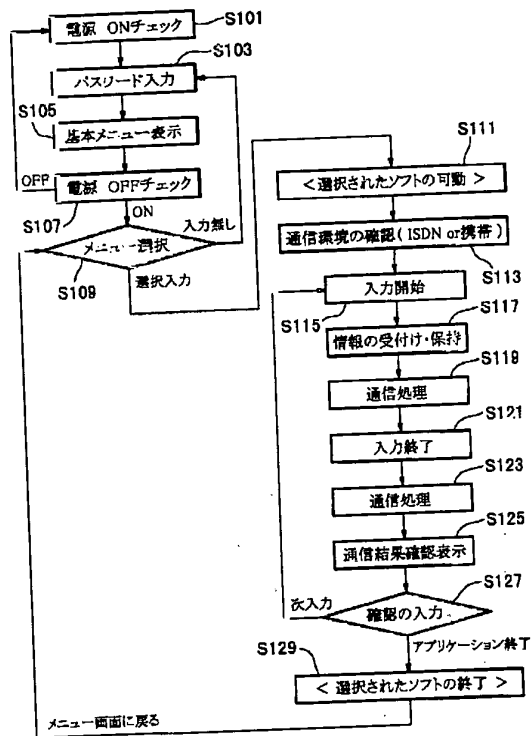 S101
電源 ONチェック
S103
パスワード入力
S105
基本メニュー表示
OFF
電源 OFFチェック
S107
ON
入力無し
メニュー選択
S109
選択入力
S111
< 選択されたソフトの可動 >
通信環境の確認 ( ISDN or 携帯 )
S113
入力開始
S115
S117
情報の受付け・保持
S119
通信処理
S121
入力終了
S123
通信処理
S125
通信結果確認表示
S127
次入力
確認の入力
アプリケーション終了
S129
< 選択されたソフトの終了 >
メニュー画面に戻る